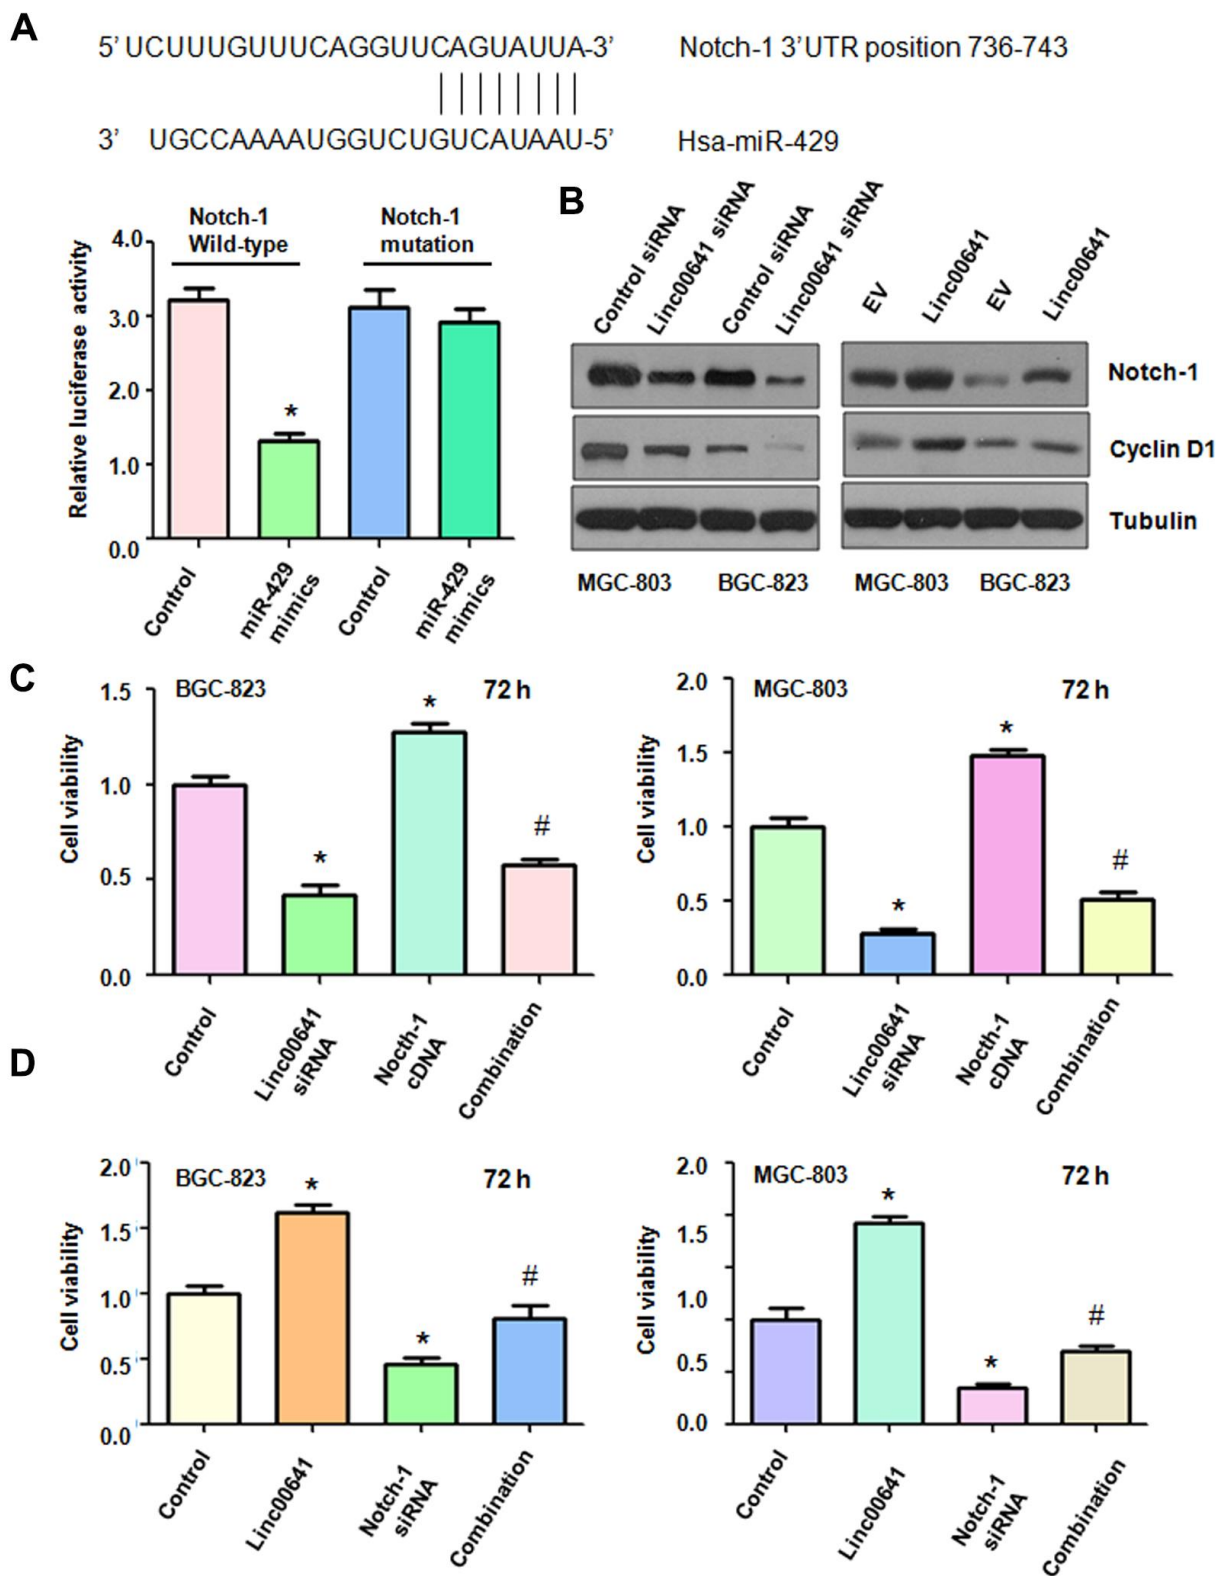 A
5' UCUUUGUUUCAGGUUCAGUAUUA-3'
Notch-1 3'UTR position 736-743
3' UGCCAAAAUGGUCUGUCAUAAU-5'
Hsa-miR-429
Notch-1
Wild-type
Notch-1
mutation
Relative luciferase activity
4.0
3.0
2.0
1.0
0.0
*
Control
miR-429
mimics
Control
miR-429
mimics
B
Control siRNA
Linc00641 siRNA
Control siRNA
Linc00641 siRNA
EV
Linc00641
EV
Linc00641
Notch-1
Cyclin D1
Tubulin
MGC-803
BGC-823
MGC-803
BGC-823
C
BGC-823
72 h
Cell viability
1.5
1.0
0.5
0.0
*
*
#
Control
Linc00641
siRNA
Nocth-1
cDNA
Combination
MGC-803
72 h
Cell viability
2.0
1.5
1.0
0.5
0.0
*
*
#
Control
Linc00641
siRNA
Nocth-1
cDNA
Combination
D
BGC-823
72 h
Cell viability
2.0
1.5
1.0
0.5
0.0
*
*
#
Control
Linc00641
Notch-1
siRNA
Combination
MGC-803
72 h
Cell viability
2.0
1.5
1.0
0.5
0.0
*
*
#
Control
Linc00641
Notch-1
siRNA
Combination